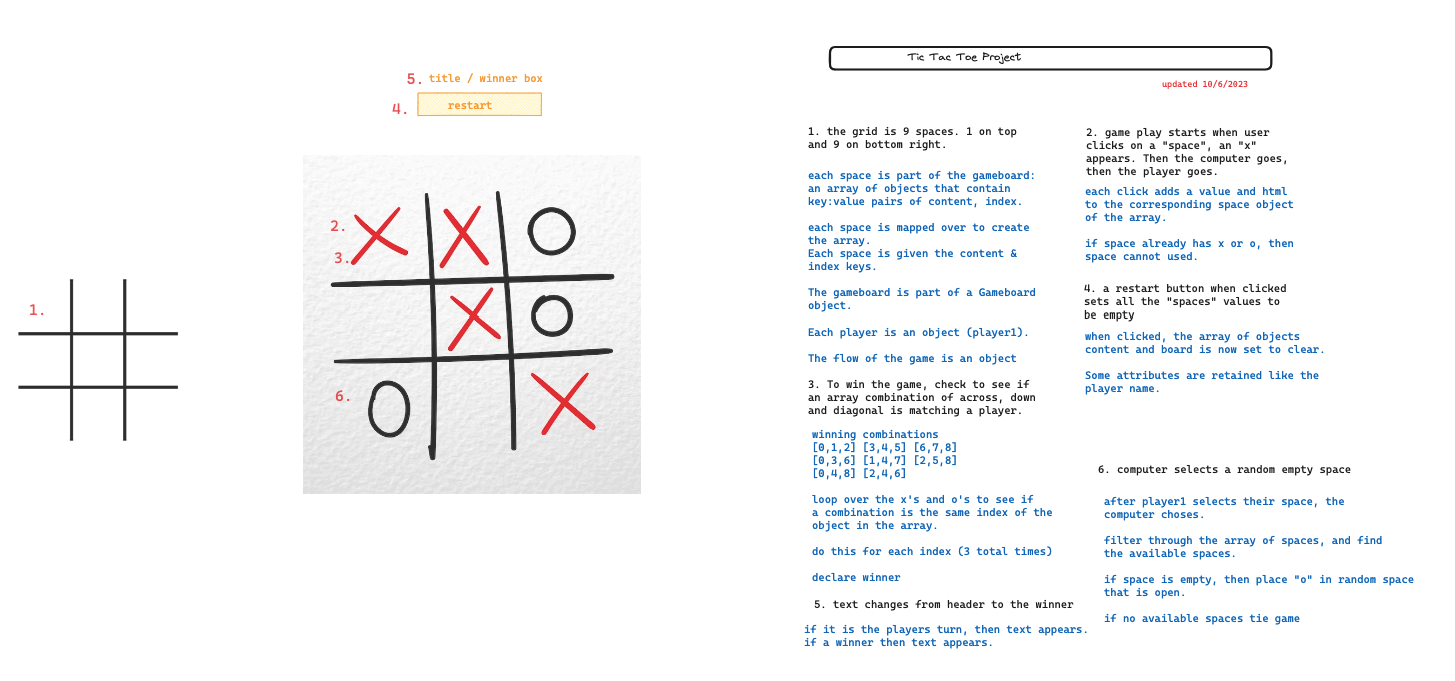 5. title / winner box
4. restart
1.
2.
3.
6.
Tic Tac Toe Project
updated 10/6/2023
1. the grid is 9 spaces. 1 on top
and 9 on bottom right.
each space is part of the gameboard:
an array of objects that contain
key:value pairs of content, index.
each space is mapped over to create
the array.
Each space is given the content &
index keys.
The gameboard is part of a Gameboard
object.
Each player is an object (player1).
The flow of the game is an object
3. To win the game, check to see if
an array combination of across, down
and diagonal is matching a player.
winning combinations
[0,1,2] [3,4,5] [6,7,8]
[0,3,6] [1,4,7] [2,5,8]
[0,4,8] [2,4,6]
loop over the x's and o's to see if
a combination is the same index of the
object in the array.
do this for each index (3 total times)
declare winner
5. text changes from header to the winner
if it is the players turn, then text appears.
if a winner then text appears.
2. game play starts when user
clicks on a "space", an "x"
appears. Then the computer goes,
then the player goes.
each click adds a value and html
to the corresponding space object
of the array.
if space already has x or o, then
space cannot used.
4. a restart button when clicked
sets all the "spaces" values to
be empty
when clicked, the array of objects
content and board is now set to clear.
Some attributes are retained like the
player name.
6. computer selects a random empty space
after player1 selects their space, the
computer choses.
filter through the array of spaces, and find
the available spaces.
if space is empty, then place "o" in random space
that is open.
if no available spaces tie game